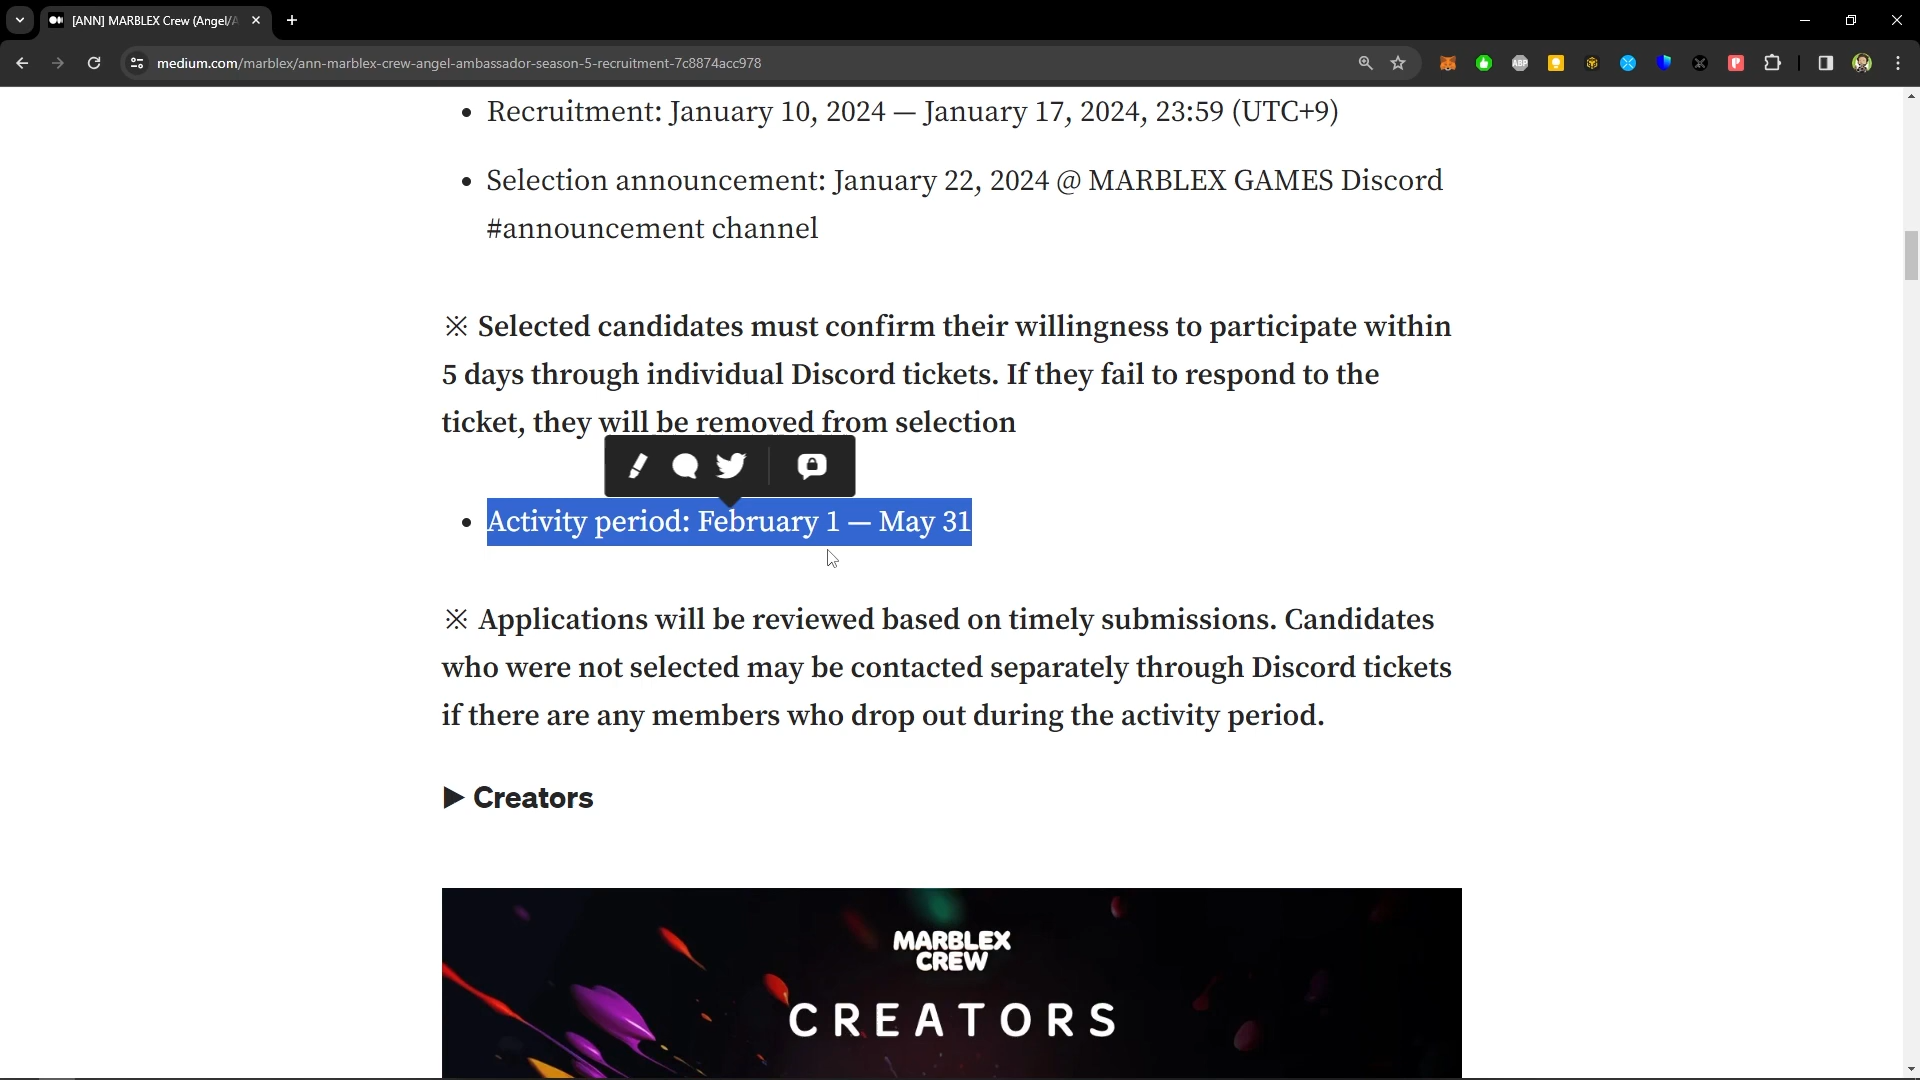 [ANN] MARBLEX Crew (Angel/A
medium.com/marblex/ann-marblex-crew-angel-ambassador-season-5-recruitment-7c8874acc978
ABP
• Recruitment: January 10, 2024 — January 17, 2024, 23:59 (UTC+9)
• Selection announcement: January 22, 2024 @ MARBLEX GAMES Discord
#announcement channel
※ Selected candidates must confirm their willingness to participate within
5 days through individual Discord tickets. If they fail to respond to the
ticket, they will be removed from selection
• Activity period: February 1 — May 31
※ Applications will be reviewed based on timely submissions. Candidates
who were not selected may be contacted separately through Discord tickets
if there are any members who drop out during the activity period.
▶ Creators
MARBLEX
CREW
CREATORS